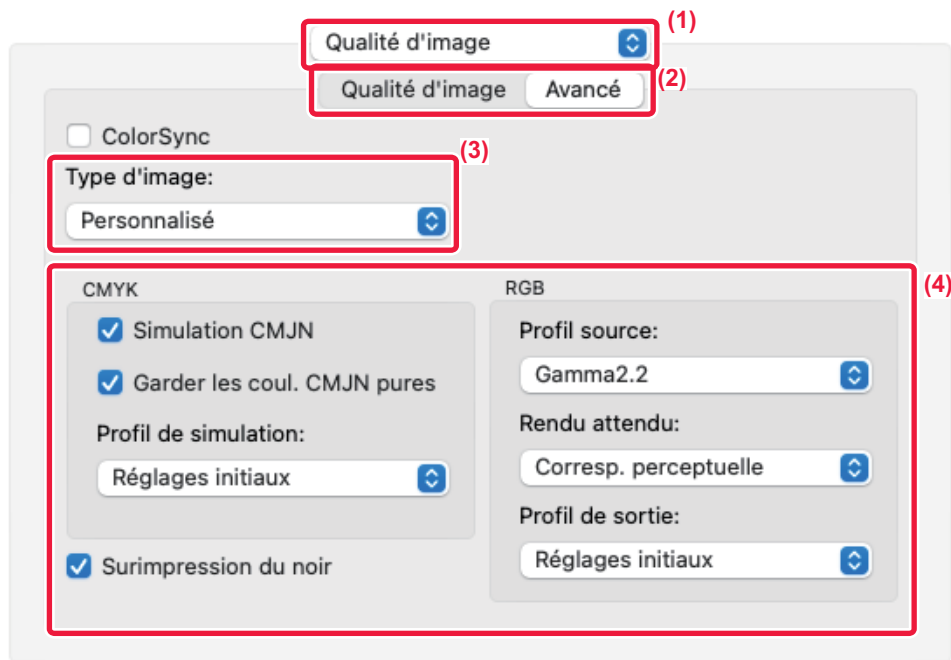 (1)
Qualité d'image
(2)
Qualité d'image Avancé
ColorSync
(3)
Type d'image:
Personnalisé
(4)
CMYK
Simulation CMJN
Garder les coul. CMJN pures
Profil de simulation:
Réglages initiaux
Surimpression du noir
RGB
Profil source:
Gamma2.2
Rendu attendu:
Corresp. perceptuelle
Profil de sortie:
Réglages initiaux